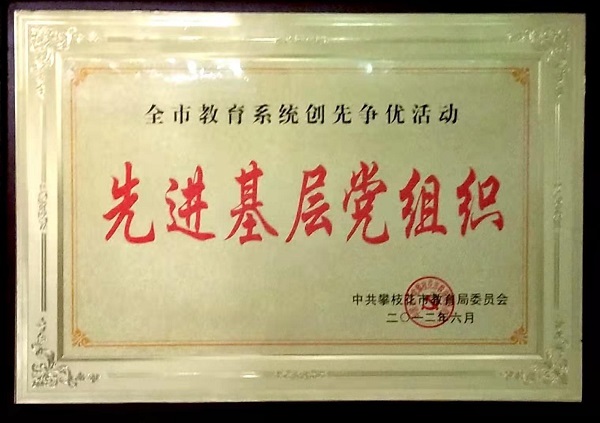 全市教育系统创先争优活动
先进基层党组织
中共攀枝花市教育局委员会
二〇一二年六月